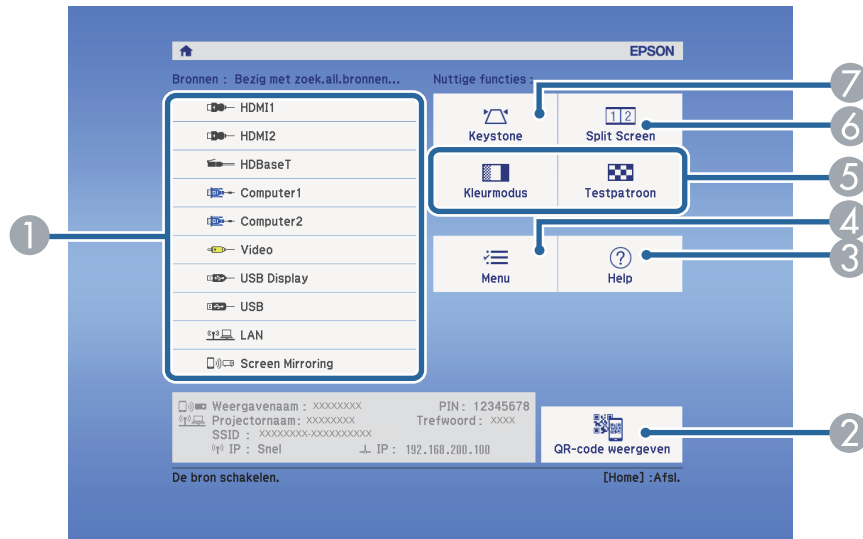 EPSON
Bronnen : Bezig met zoek.all.bronnen...
Nuttige functies :
HDMI1
HDMI2
HDBaseT
Computer1
Computer2
Video
USB Display
USB
LAN
Screen Mirroring
Keystone
Split Screen
Kleurmodus
Testpatroon
Menu
Help
Weergavenaam : XXXXXXXX
PIN : 12345678
Projectornaam: XXXXXXXX
Trefwoord : XXXX
SSID : XXXXXXXX-XXXXXXXXXX
IP : Snel
IP : 192.168.200.100
QR-code weergeven
De bron schakelen.
[Home] :Afsl.
1
7
6
5
4
3
2